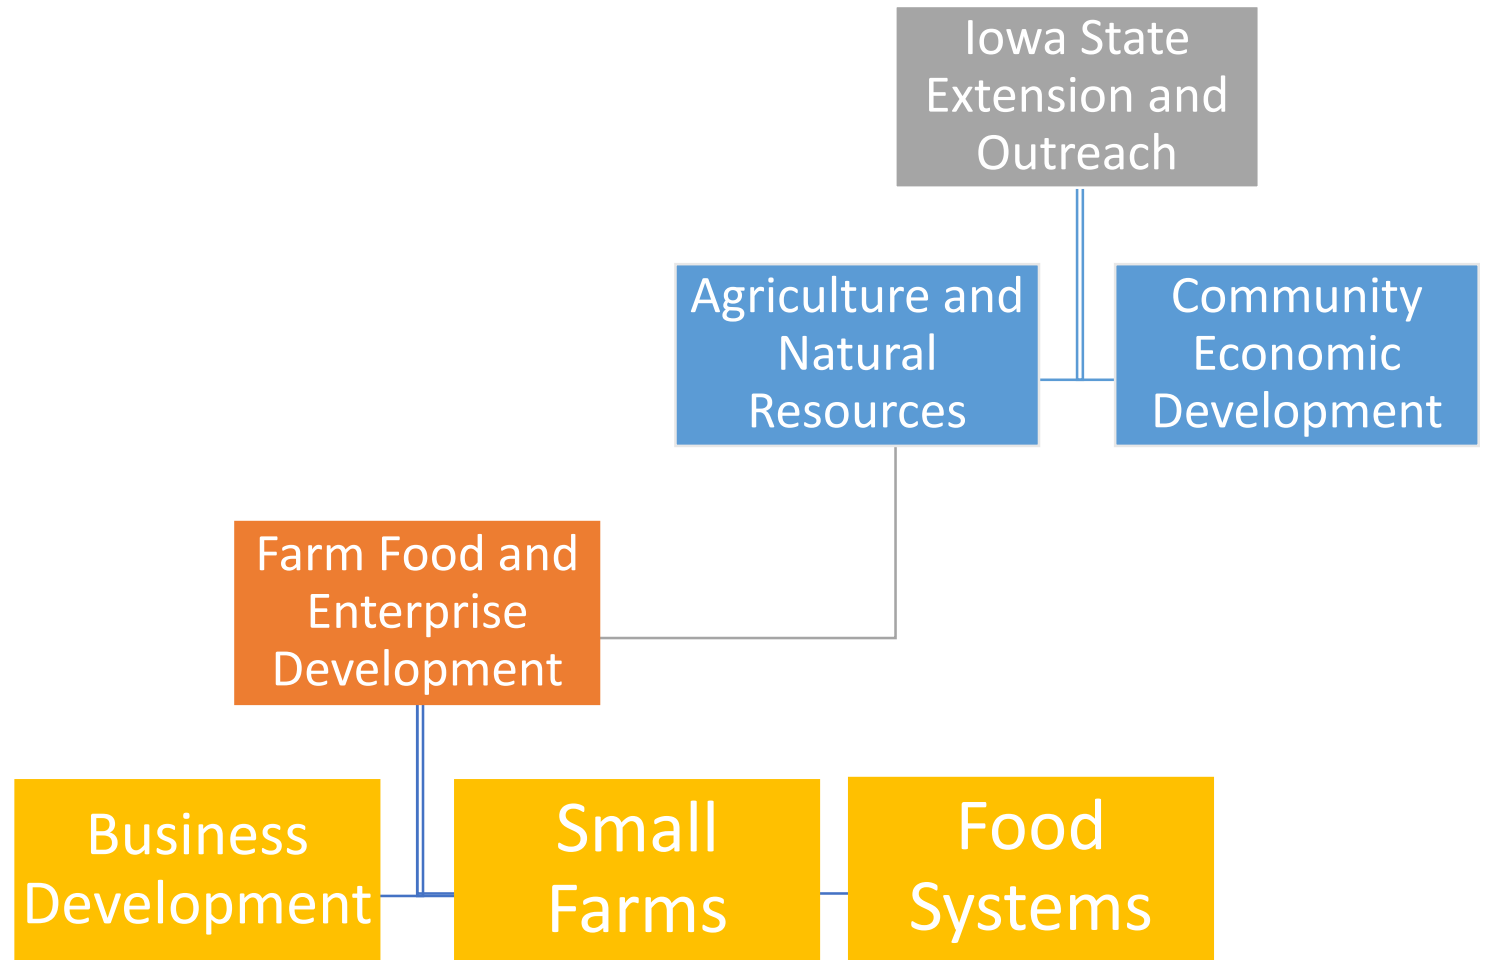 Iowa State
Extension and
Outreach
Agriculture and
Natural
Resources
Community
Economic
Development
Farm Food and
Enterprise
Development
Business
Development
Small
Farms
Food
Systems